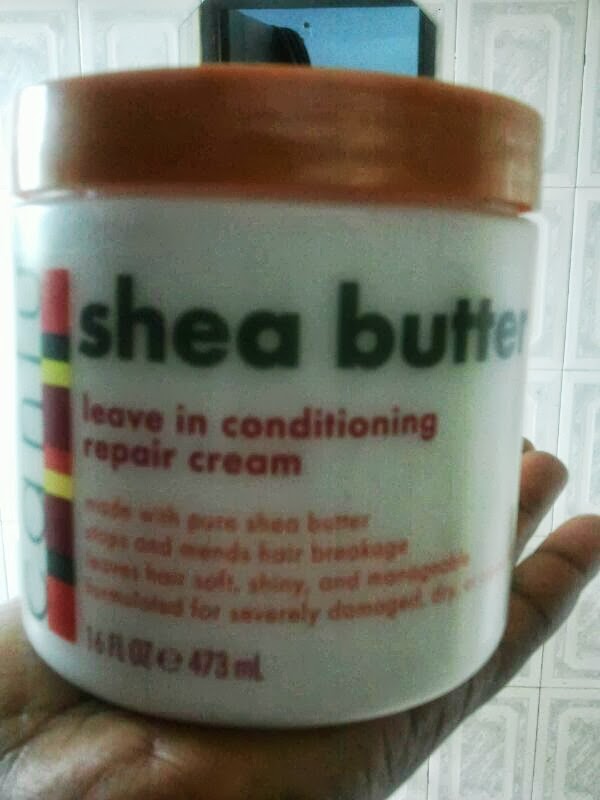 cantu
shea butter
leave in conditioning
repair cream
made with pure shea butter
stops and mends hair breakage
leaves hair soft, shiny, and manageable
formulated for severely damaged, dry,
16 FL OZ e 473 mL